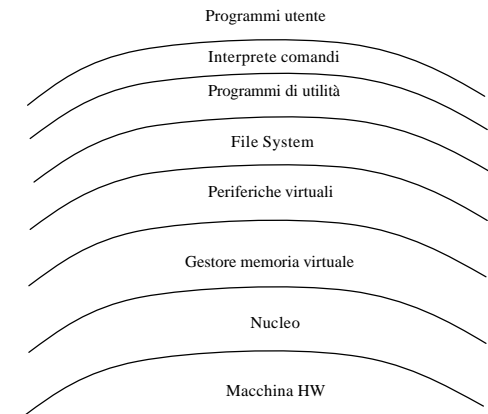 Programmi utente
Interprete comandi
Programmi di utilità
File System
Periferiche virtuali
Gestore memoria virtuale
Nucleo
Macchina HW